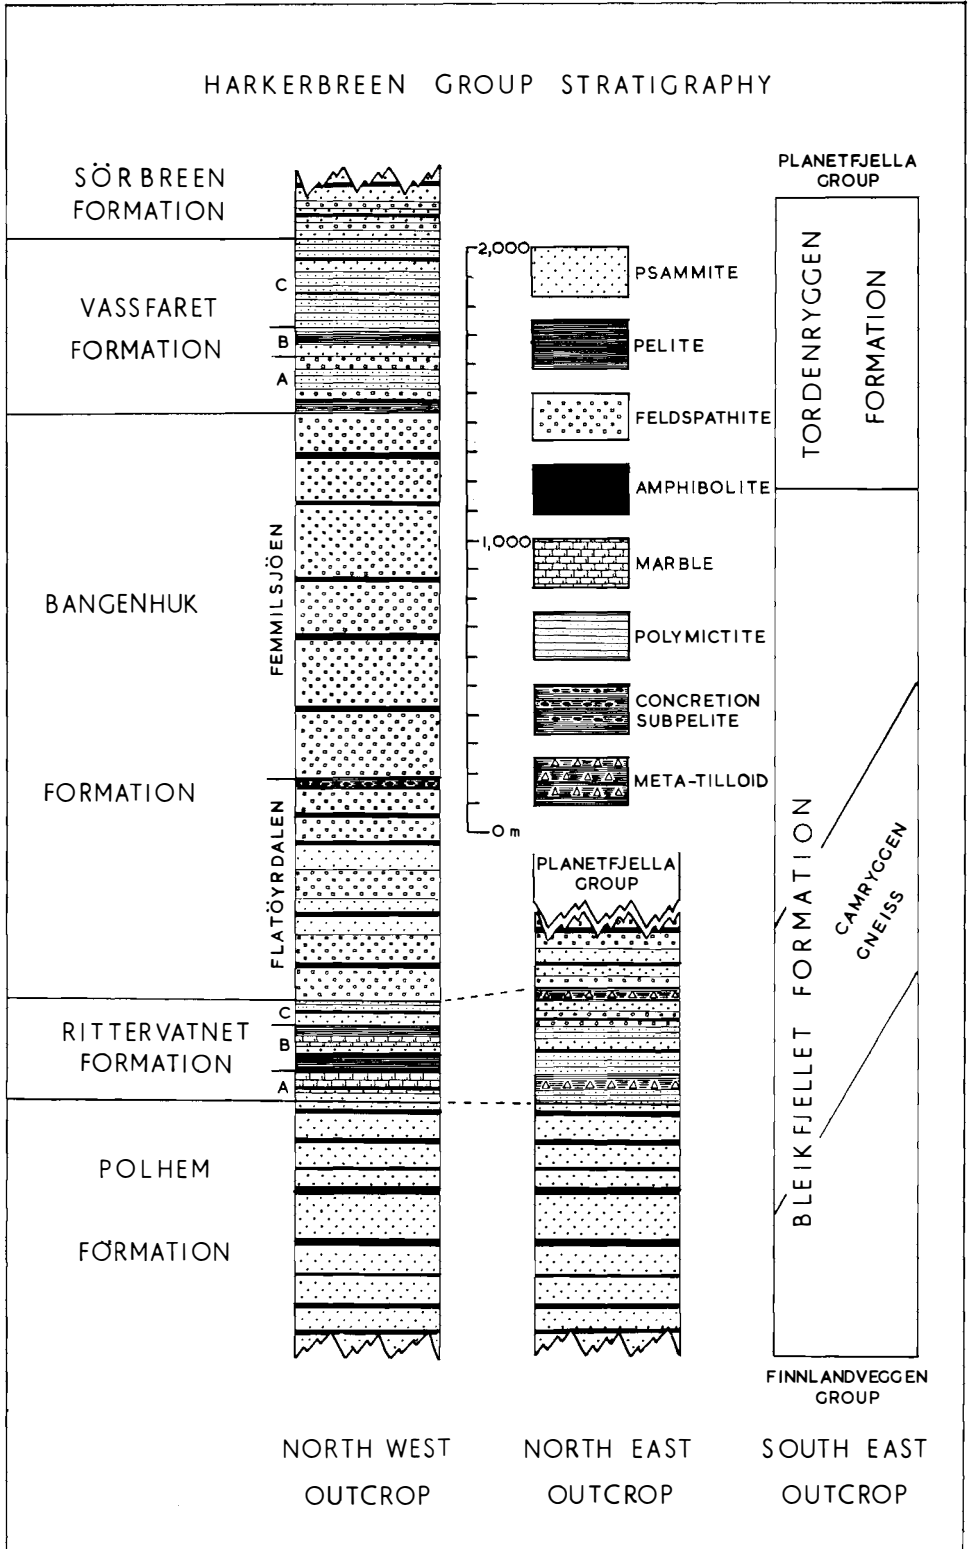 HARKERBREEN GROUP STRATIGRAPHY
SÖRBREEN
FORMATION
VASSFARET
FORMATION
C
B
A
BANGENHUK
FORMATION
FEMMILSJÖEN
FLATÖYRDALEN
RITTERVATNET
FORMATION
C
B
A
POLHEM
FÖRMATION
2,000
1,000
0 m
PSAMMITE
PELITE
FELDSPATHITE
AMPHIBOLITE
MARBLE
POLYMICTITE
CONCRETION
SUBPELITE
META-TILLOID
PLANETFJELLA
GROUP
PLANETFJELLA
GROUP
TORDENRYGGEN
FORMATION
BLEIKFJELLET FORMATION
CAMRYGGEN
GNEISS
FINNLANDVEGGEN
GROUP
NORTH WEST
OUTCROP
NORTH EAST
OUTCROP
SOUTH EAST
OUTCROP